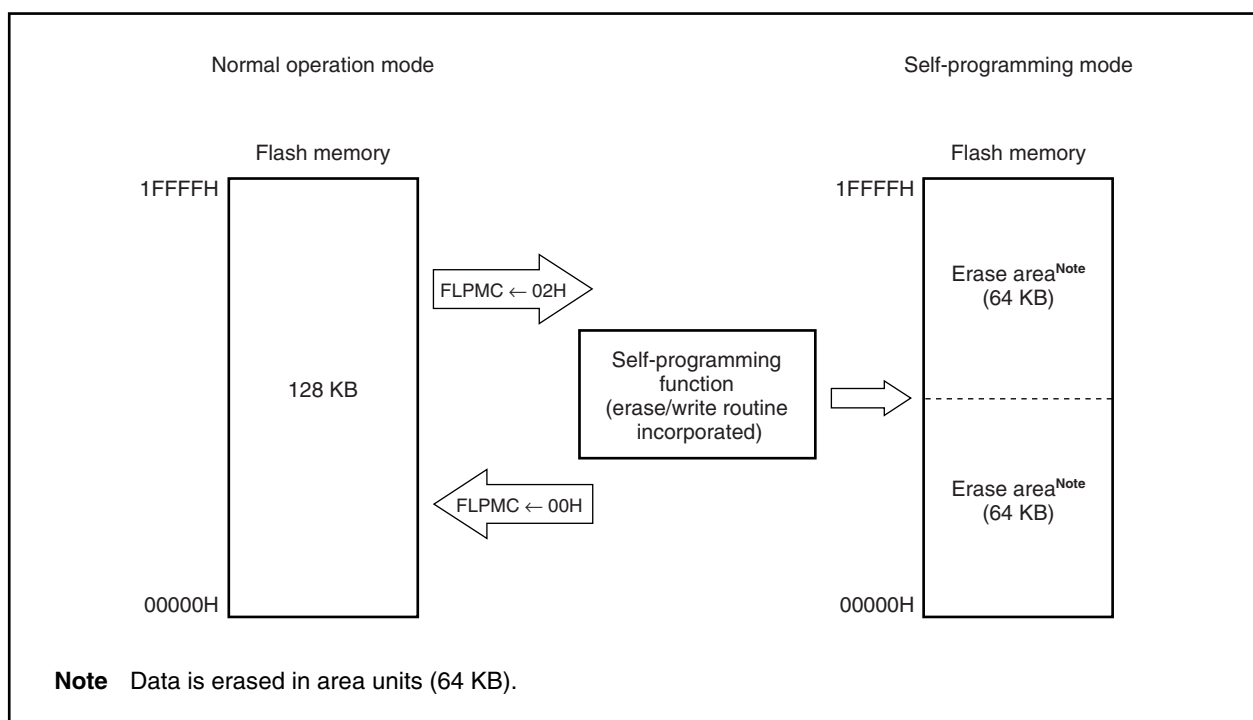 Normal operation mode
Self-programming mode
Flash memory
Flash memory
1FFFFH
1FFFFH
Erase areaNote
(64 KB)
FLPMC ← 02H
Self-programming
function
(erase/write routine
incorporated)
128 KB
Erase areaNote
(64 KB)
FLPMC ← 00H
00000H
00000H
Note Data is erased in area units (64 KB).